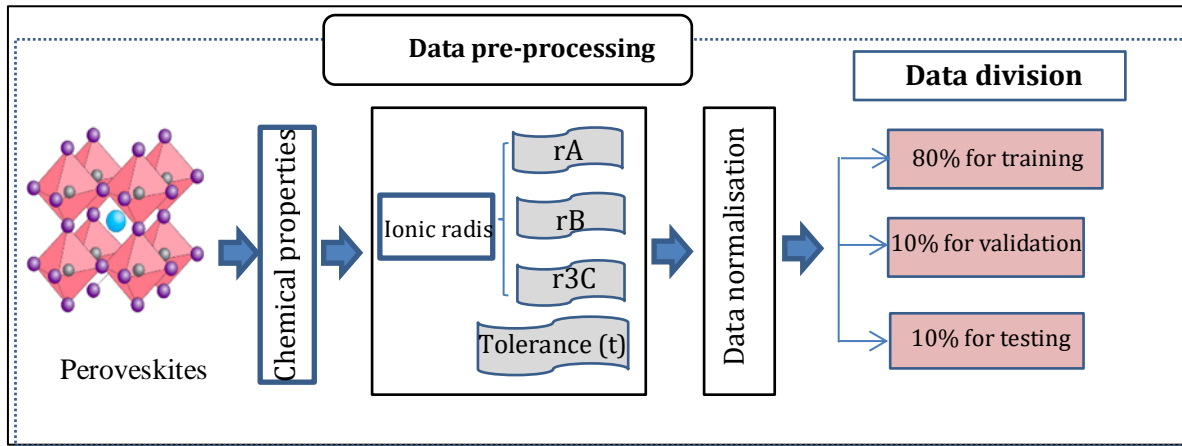 Data pre-processing
Data division
Peroveskites
Chemical properties
Ionic radis
rA
rB
r3C
Tolerance (t)
Data normalisation
80% for training
10% for validation
10% for testing